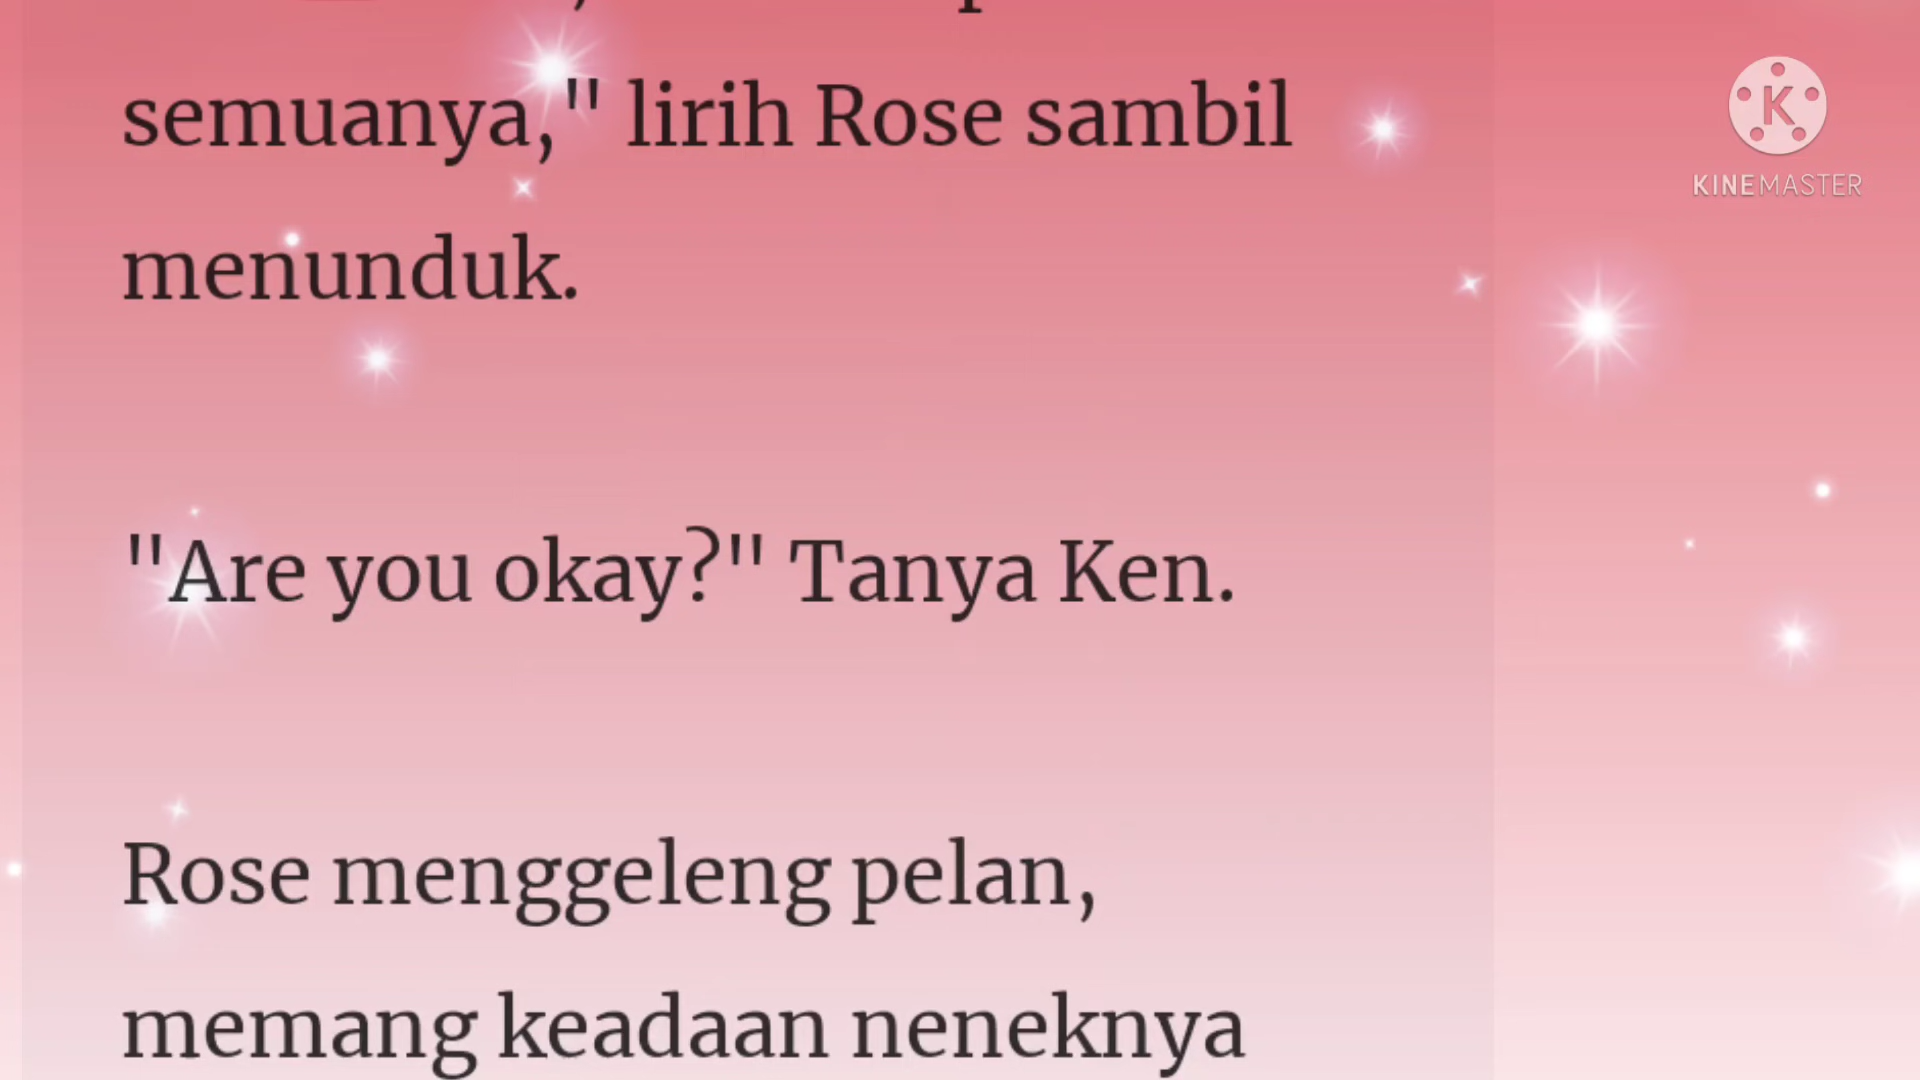 semuanya," lirih Rose sambil
menunduk.
"Are you okay?" Tanya Ken.
Rose menggeleng pelan,
memang keadaan neneknya
K
KINEMASTER